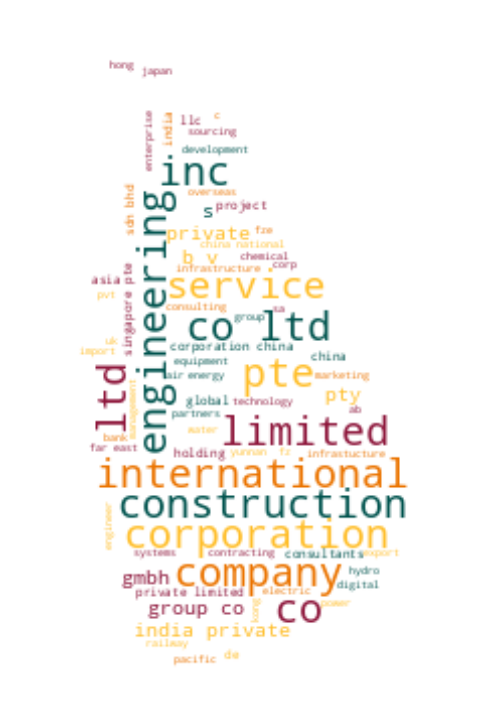 hong
japan
enterprise
india
llc
c
sourcing
development
inc
sdn bhd
overseas
s
project
engineering
private
fze
china national
b v
chemical
corp
infrastructure
asia
singapore pte
service
pvt
consulting
sa
group
co ltd
uk
import
corporation china
china
equipment
ltd
air energy
pte
marketing
management
global
technology
pty
partners
ab
water
limited
bank
far east
holding
yunnan
fz
infrastucture
international
engineer
construction
corporation
systems
contracting
consultants
export
gmbh
company
hydro
digital
private limited
electric
group co
kong
co
power
india private
railway
pacific
de